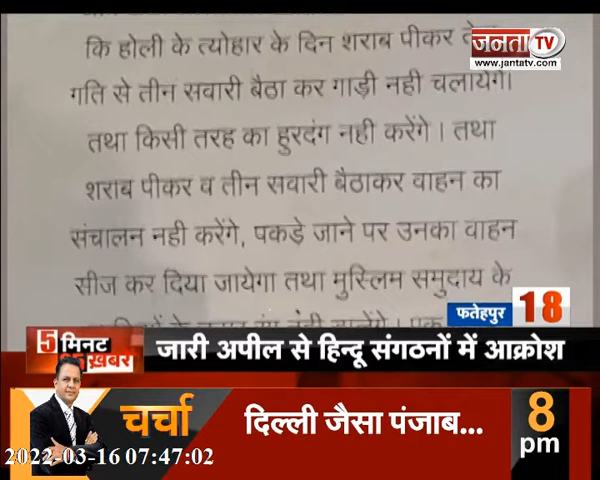 कि होली के त्योहार के दिन शराब पीकर
जनता TV
www.jantatv.com
गति से तीन सवारी बैठा कर गाड़ी नही चलायेगे।
तथा किसी तरह का हुरदंग नही करेंगे । तथा
शराब पीकर व तीन सवारी बैठाकर वाहन का
संचालन नही करेंगे, पकड़े जाने पर उनका वाहन
सीज कर दिया जायेगा तथा मुस्लिम समुदाय के
फतेहपुर
18
5 मिनट
ख़बर
जारी अपील से हिन्दू संगठनों में आक्रोश
चर्चा
दिल्ली जैसा पंजाब...
8
pm
2022-03-16 07:47:02